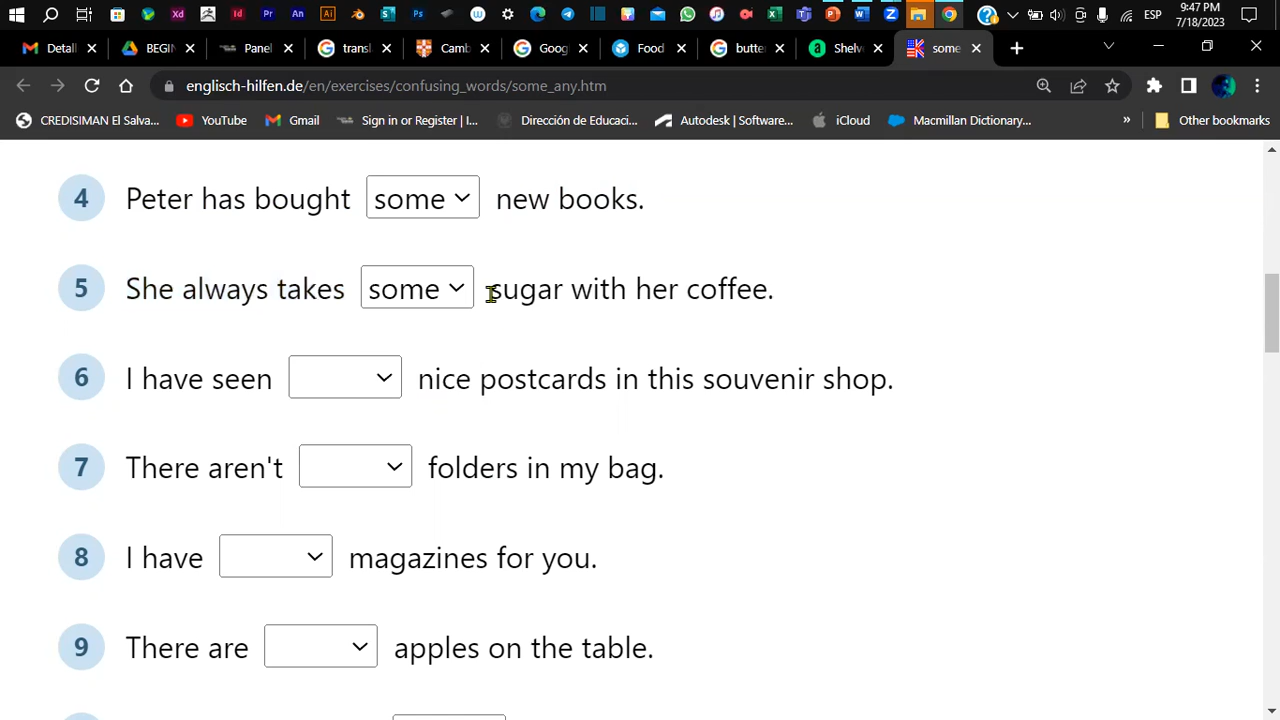 :47 PM
ESP
7/18/2023
Detall
BEGIN
Panel
transl
Camb
Goog
Food
butte
Shelv
some
englisch-hilfen.de/en/exercises/confusing_words/some_any.htm
CREDISIMAN El Salva...
YouTube
Gmail
Sign in or Register | I...
Dirección de Educaci...
Autodesk | Software...
iCloud
Macmillan Dictionary...
»
Other bookmarks
4 Peter has bought some new books.
5 She always takes some sugar with her coffee.
6 I have seen nice postcards in this souvenir shop.
7 There aren't folders in my bag.
8 I have magazines for you.
9 There are apples on the table.